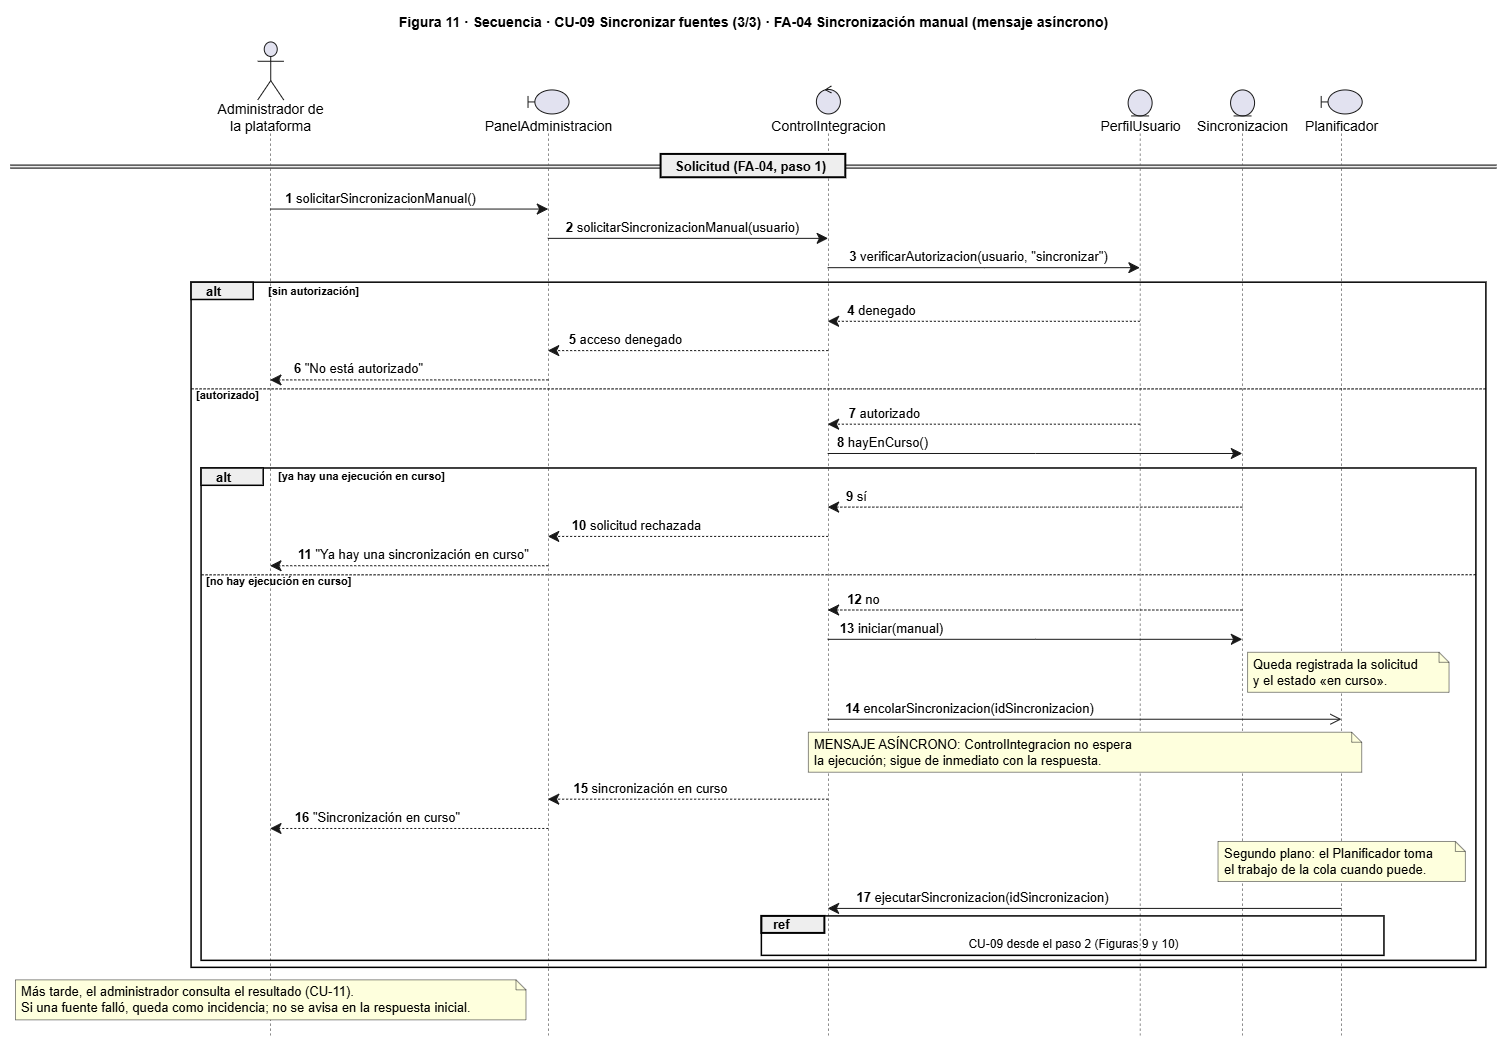 Figura 11 · Secuencia · CU-09 Sincronizar fuentes (3/3) · FA-04 Sincronización manual (mensaje asíncrono)
Administrador de
la plataforma
PanelAdministracion
ControlIntegracion
PerfilUsuario
Sincronizacion
Planificador
Solicitud (FA-04, paso 1)
1 solicitarSincronizacionManual()
2 solicitarSincronizacionManual(usuario)
3 verificarAutorizacion(usuario, "sincronizar")
alt [sin autorización]
4 denegado
5 acceso denegado
6 "No está autorizado"
[autorizado]
7 autorizado
8 hayEnCurso()
alt [ya hay una ejecución en curso]
9 sí
10 solicitud rechazada
11 "Ya hay una sincronización en curso"
[no hay ejecución en curso]
12 no
13 iniciar(manual)
Queda registrada la solicitud
y el estado «en curso».
14 encolarSincronizacion(idSincronizacion)
MENSAJE ASÍNCRONO: ControlIntegracion no espera
la ejecución; sigue de inmediato con la respuesta.
15 sincronización en curso
16 "Sincronización en curso"
Segundo plano: el Planificador toma
el trabajo de la cola cuando puede.
17 ejecutarSincronizacion(idSincronizacion)
ref
CU-09 desde el paso 2 (Figuras 9 y 10)
Más tarde, el administrador consulta el resultado (CU-11).
Si una fuente falló, queda como incidencia; no se avisa en la respuesta inicial.